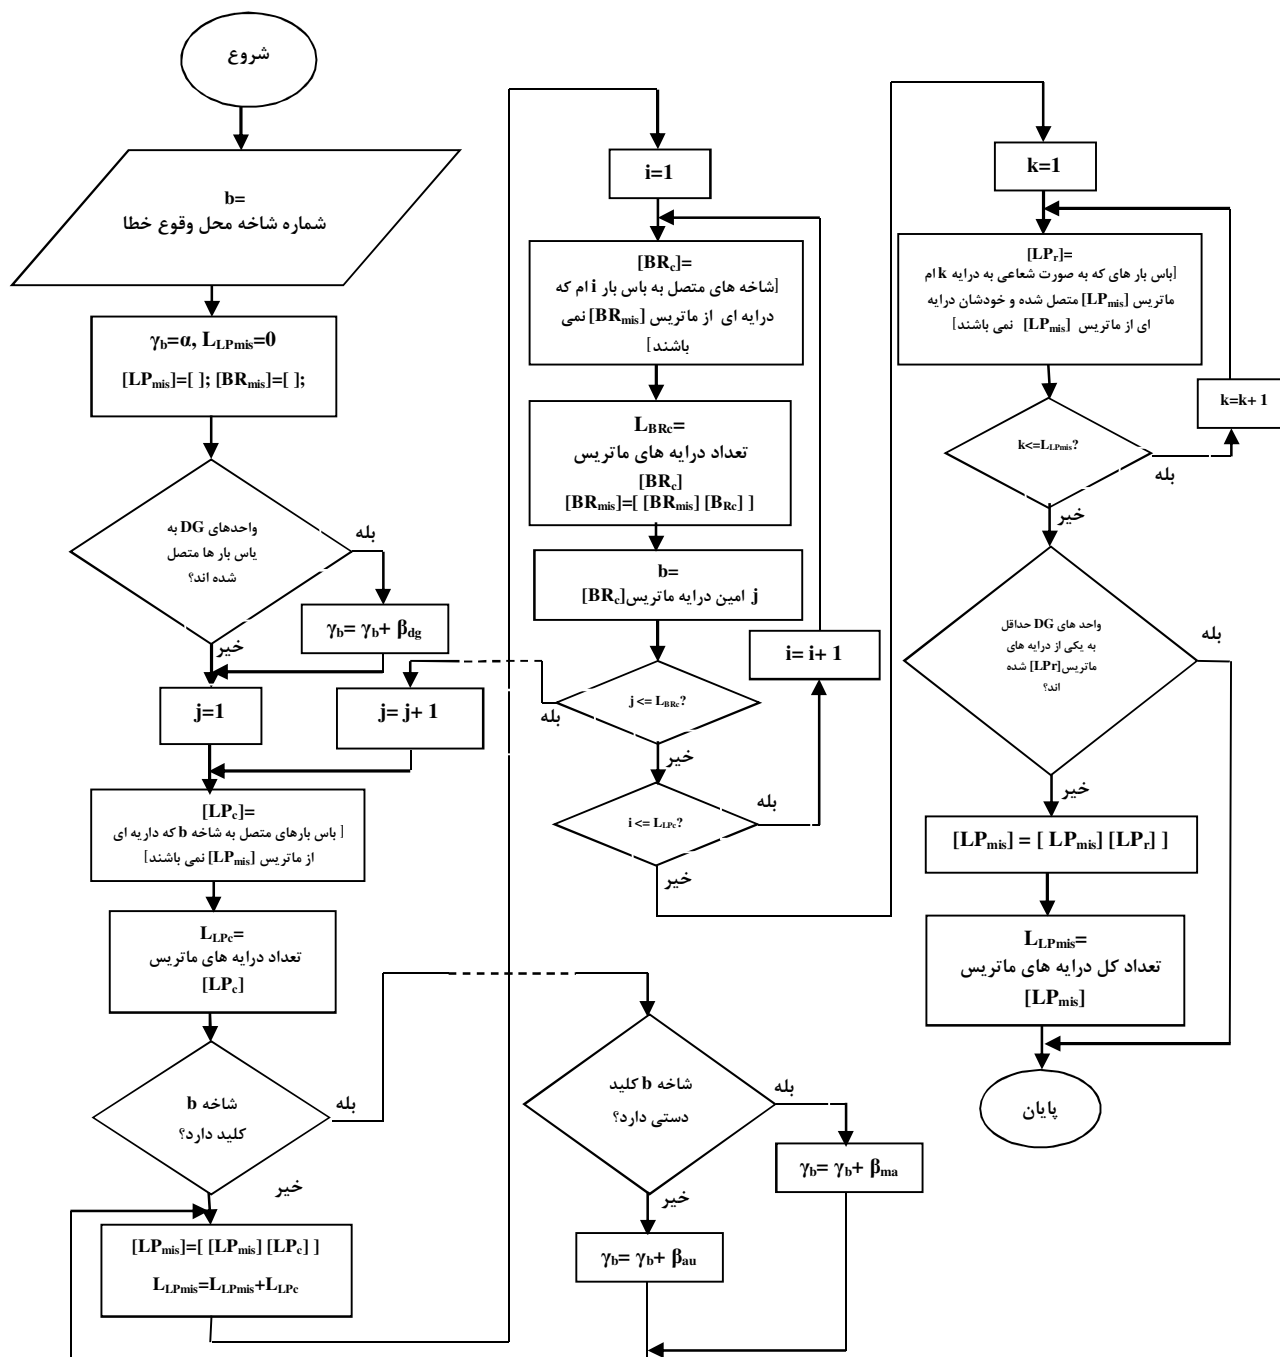 شروع
b=
شماره شاخه محل وقوع خطا
γb=α, LLPmis=0
[LPmis]=[ ]; [BRmis]=[ ];
واحدهای DG به
یاس بار ها متصل
شده اند؟
بله
γb= γb+ βdg
خیر
j=1
j= j+ 1
[LPc]=
[ باس بارهای متصل به شاخه b که داریه ای
از ماتریس [LPmis] نمی باشند]
LLPc=
تعداد درایه های ماتریس
[LPc]
شاخه b
کلید دارد؟
بله
خیر
[LPmis]=[ [LPmis] [LPc] ]
LLPmis=LLPmis+LLPc
i=1
[BRc]=
[شاخه های متصل به باس بار i ام که
درایه ای از ماتریس [BRmis] نمی
باشند]
LBRc=
تعداد درایه های ماتریس
[BRc]
[BRmis]=[ [BRmis] [BRc] ]
b=
j امین درایه ماتریس[BRc]
i= i+ 1
j <= LBRc?
بله
خیر
i <= LLPc?
بله
خیر
شاخه b کلید
دستی دارد؟
بله
γb= γb+ βma
خیر
γb= γb+ βau
k=1
[LPr]=
[باس بار های که به صورت شعاعی به درایه k ام
ماتریس [LPmis] متصل شده و خودشان درایه
ای از ماتریس [LPmis] نمی باشند]
k=k+ 1
k<=LLPmis?
بله
خیر
واحد های DG حداقل
به یکی از درایه های
ماتریس[LPr] شده
اند؟
بله
خیر
[LPmis] = [ LPmis] [LPr] ]
LLPmis=
تعداد کل درایه های ماتریس
[LPmis]
پایان